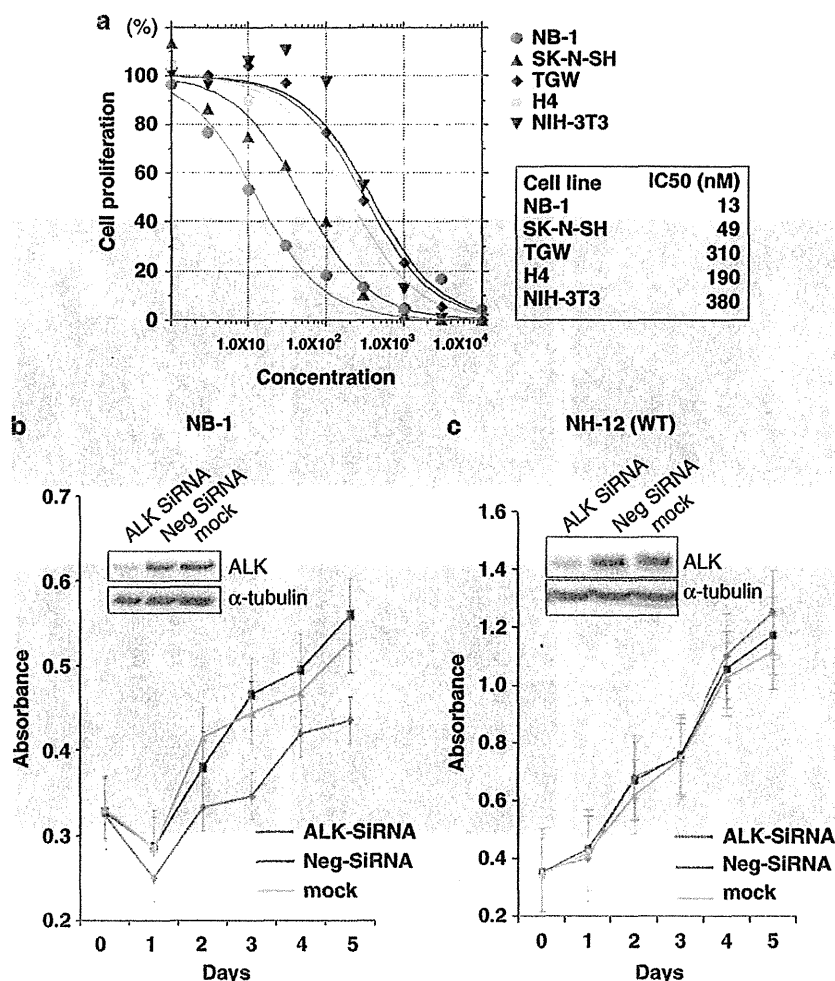 a
(%)
100
80
60
40
20
0
Cell proliferation
1.0X10
1.0X10²
1.0X10³
1.0X10⁴
Concentration
NB-1
SK-N-SH
TGW
H4
NIH-3T3
Cell line IC50 (nM)
NB-1 13
SK-N-SH 49
TGW 310
H4 190
NIH-3T3 380
b NB-1
0.7
0.6
0.5
0.4
0.3
0.2
Absorbance
ALK SiRNA
Neg SiRNA
mock
ALK
α-tubulin
ALK-SiRNA
Neg-SiRNA
mock
0 1 2 3 4 5
Days
c NH-12 (WT)
1.6
1.4
1.2
1.0
0.8
0.6
0.4
0.2
Absorbance
ALK SiRNA
Neg SiRNA
mock
ALK
α-tubulin
ALK-SiRNA
Neg-SiRNA
mock
0 1 2 3 4 5
Days